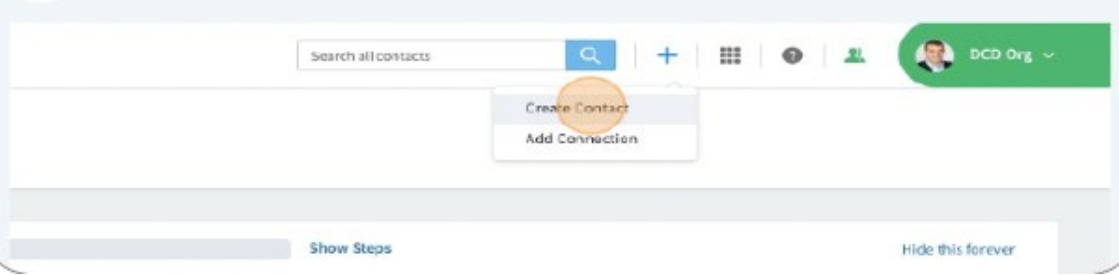 Search all contacts
DCD Org
Create Contact
Add Connection
Show Steps
Hide this forever